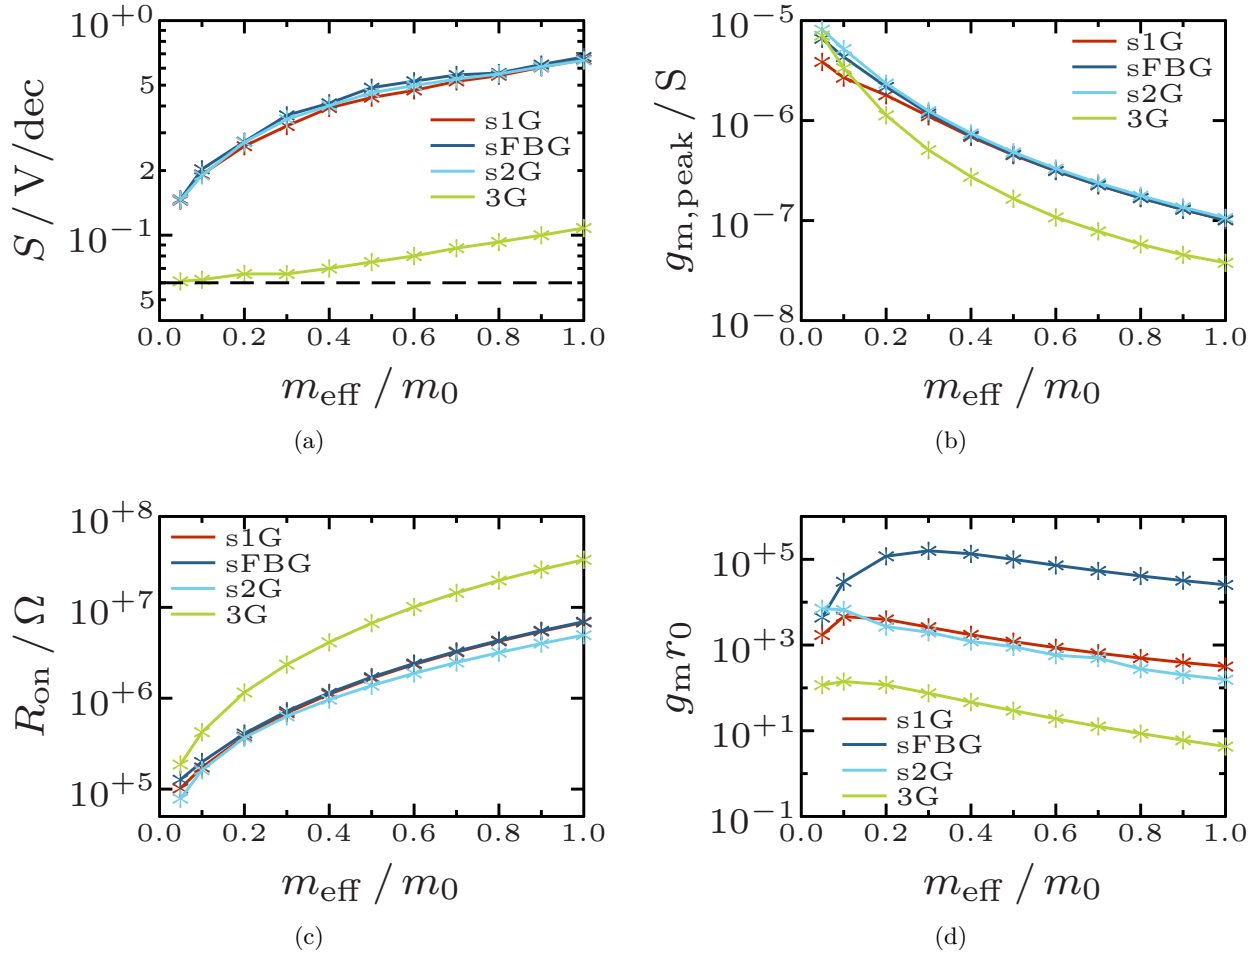 10⁺⁰
5
2
10⁻¹
5
S / V /dec
s1G
sFBG
s2G
3G
0.0 0.2 0.4 0.6 0.8 1.0
m_eff / m_0
(a)
10⁻⁵
10⁻⁶
10⁻⁷
10⁻⁸
g_m,peak / S
s1G
sFBG
s2G
3G
0.0 0.2 0.4 0.6 0.8 1.0
m_eff / m_0
(b)
10⁺⁸
10⁺⁷
10⁺⁶
10⁺⁵
R_on / Ω
s1G
sFBG
s2G
3G
0.0 0.2 0.4 0.6 0.8 1.0
m_eff / m_0
(c)
10⁺⁵
10⁺³
10⁺¹
10⁻¹
g_m r_0
s1G
sFBG
s2G
3G
0.0 0.2 0.4 0.6 0.8 1.0
m_eff / m_0
(d)